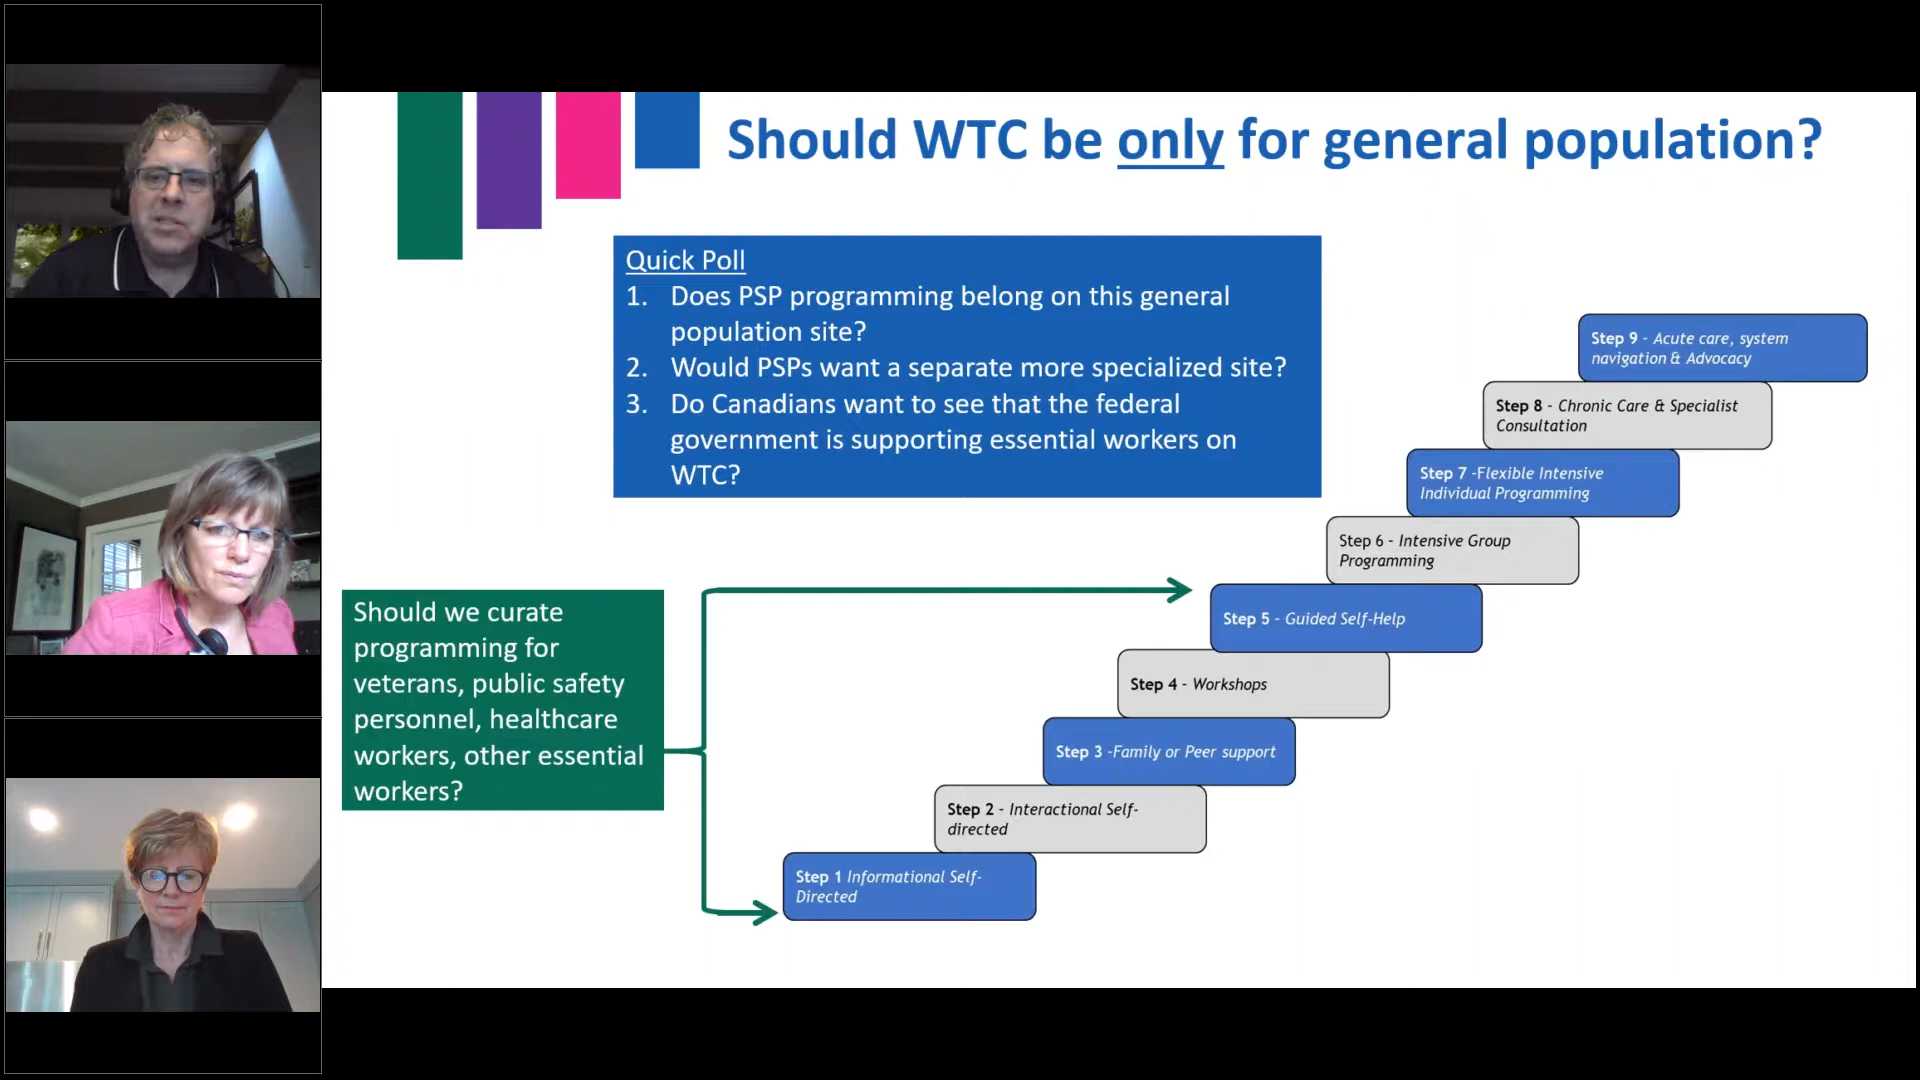 Should WTC be only for general population?
Quick Poll
1. Does PSP programming belong on this general
population site?
2. Would PSPs want a separate more specialized site?
3. Do Canadians want to see that the federal
government is supporting essential workers on
WTC?
Should we curate
programming for
veterans, public safety
personnel, healthcare
workers, other essential
workers?
Step 9 - Acute care, system
navigation & Advocacy
Step 8 - Chronic Care & Specialist
Consultation
Step 7 -Flexible Intensive
Individual Programming
Step 6 - Intensive Group
Programming
Step 5 - Guided Self-Help
Step 4 - Workshops
Step 3 -Family or Peer support
Step 2 - Interactional Self-
directed
Step 1 Informational Self-
Directed